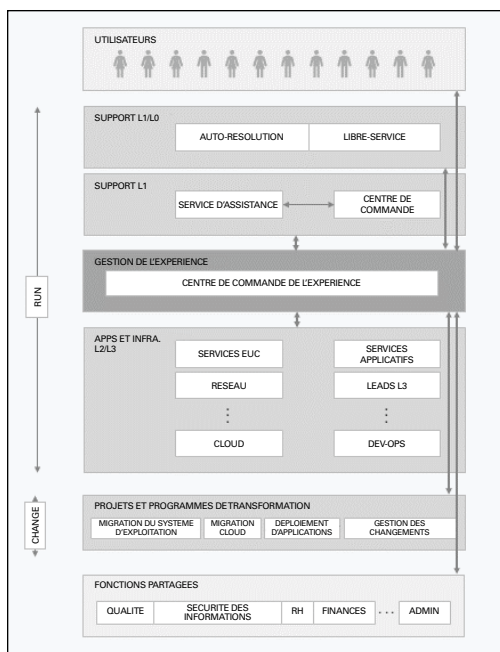 UTILISATEURS
SUPPORT L1/L0
AUTO-RESOLUTION
LIBRE-SERVICE
SUPPORT L1
SERVICE D'ASSISTANCE
CENTRE DE
COMMANDE
GESTION DE L'EXPERIENCE
CENTRE DE COMMANDE DE L'EXPERIENCE
RUN
APPS ET INFRA.
L2/L3
SERVICES EUC
SERVICES
APPLICATIFS
RESEAU
LEADS L3
CLOUD
DEV-OPS
CHANGE
PROJETS ET PROGRAMMES DE TRANSFORMATION
MIGRATION DU SYSTEME
D'EXPLOITATION
MIGRATION
CLOUD
DEPLOIEMENT
D'APPLICATIONS
GESTION DES
CHANGEMENTS
FONCTIONS PARTAGEES
QUALITE
SECURITE DES
INFORMATIONS
RH
FINANCES
...
ADMIN